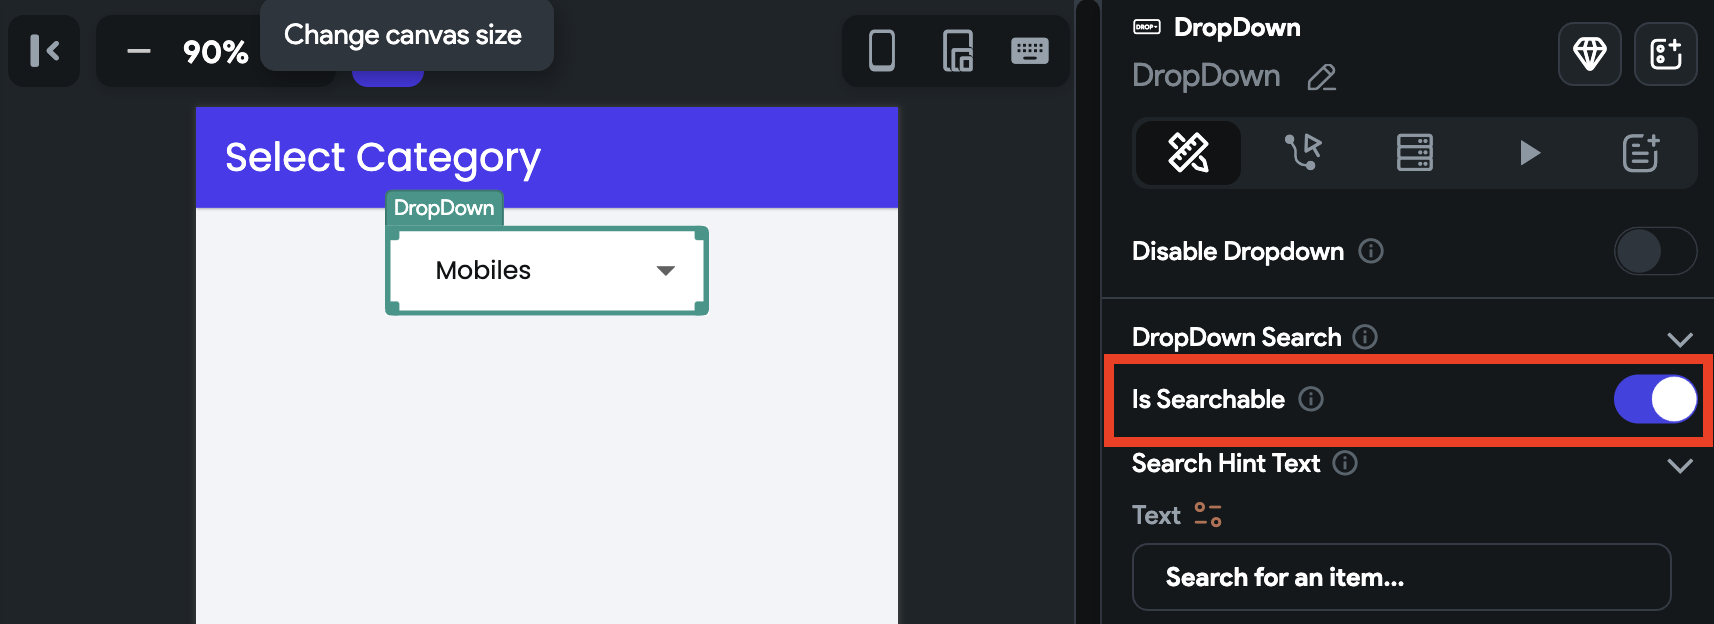 90%
Change canvas size
Select Category
DropDown
Mobiles
DROP
DropDown
DropDown
Disable Dropdown
DropDown Search
Is Searchable
Search Hint Text
Text
Search for an item...